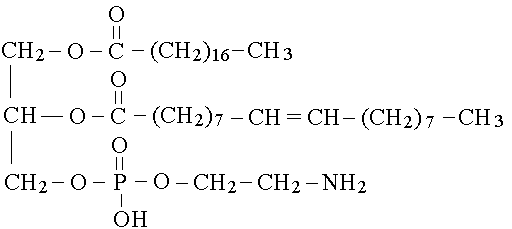 O
CH2 – O – C – (CH2)16 – CH3
O
CH — O – C – (CH2)7 – CH = CH – (CH2)7 – CH3
O
CH2 – O – P – O – CH2 – CH2 – NH2
OH